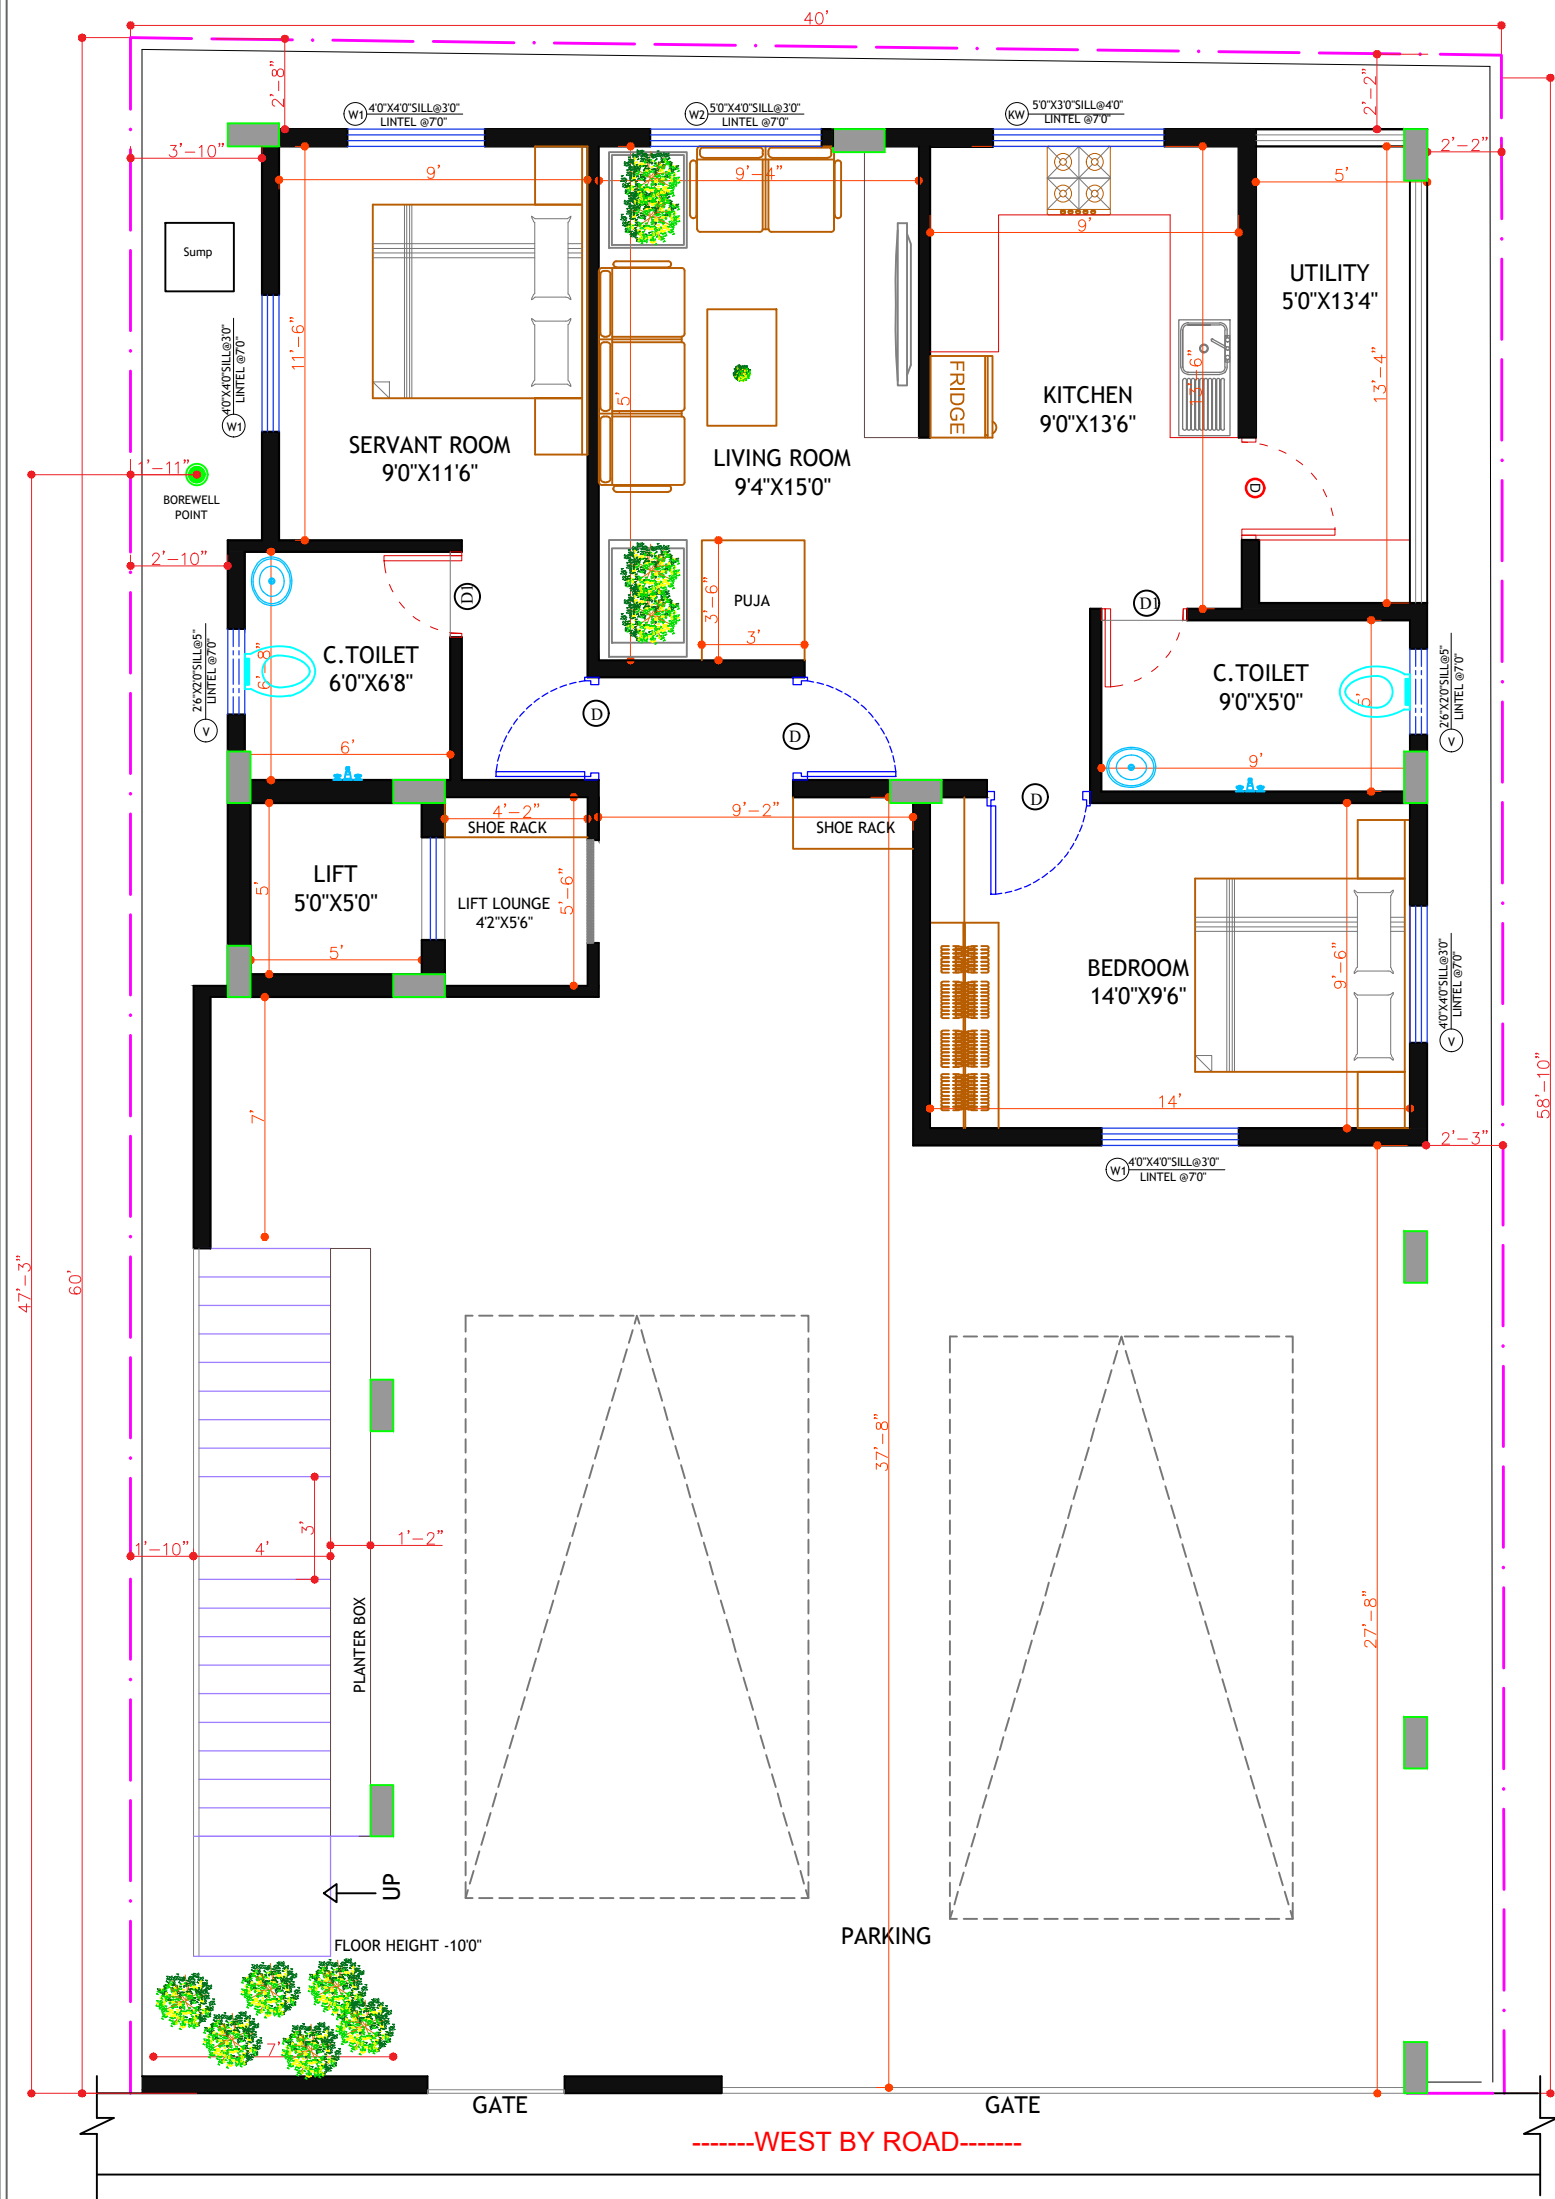 40'
2'-8"
2'-2"
W1 4'0"X4'0"SILL@3'0"
LINTEL @7'0"
W2 5'0"X4'0"SILL@3'0"
LINTEL @7'0"
KW 5'0"X3'0"SILL@4'0"
LINTEL @7'0"
3'-10"
2'-2"
9'
9'-4"
9'
5'
Sump
UTILITY
5'0"X13'4"
11'-6"
15'
13'-6"
13'-4"
W1 4'0"X4'0"SILL@3'0"
LINTEL @7'0"
FRIDGE
KITCHEN
9'0"X13'6"
SERVANT ROOM
9'0"X11'6"
LIVING ROOM
9'4"X15'0"
1'-11"
BOREWELL
POINT
D
2'-10"
D1
3'-6"
PUJA
3'
D1
2'6"X2'0"SILL@5"
LINTEL @7'0"
V
C.TOILET
6'0"X6'8"
6'-8"
6'
D
D
C.TOILET
9'0"X5'0"
5'
9'
2'6"X2'0"SILL@5"
LINTEL @7'0"
V
D
4'-2"
SHOE RACK
9'-2"
SHOE RACK
LIFT
5'0"X5'0"
5'
5'
LIFT LOUNGE
4'2"X5'6"
5'-6"
BEDROOM
14'0"X9'6"
9'-6"
14'
4'0"X4'0"SILL@3'0"
LINTEL @7'0"
V
7'
58'-10"
2'-3"
W1 4'0"X4'0"SILL@3'0"
LINTEL @7'0"
47'-3"
60'
37'-8"
27'-8"
3'
1'-10"
4'
1'-2"
PLANTER BOX
UP
PARKING
FLOOR HEIGHT -10'0"
7'
GATE
GATE
-------WEST BY ROAD-------